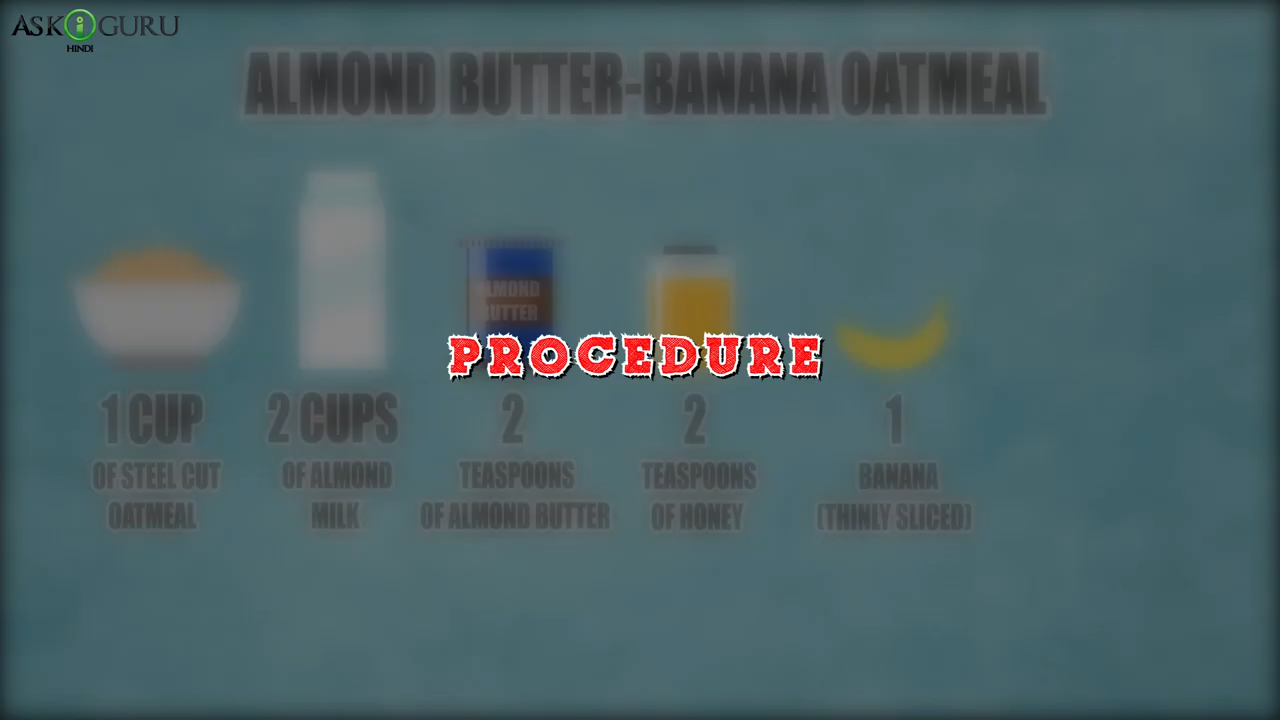 ASK i GURU
HINDI
ALMOND BUTTER-BANANA OATMEAL
ALMOND
BUTTER
PROCEDURE
1 CUP
OF STEEL CUT
OATMEAL
2 CUPS
OF ALMOND
MILK
2
TEASPOONS
OF ALMOND BUTTER
2
TEASPOONS
OF HONEY
1
BANANA
(THINLY SLICED)